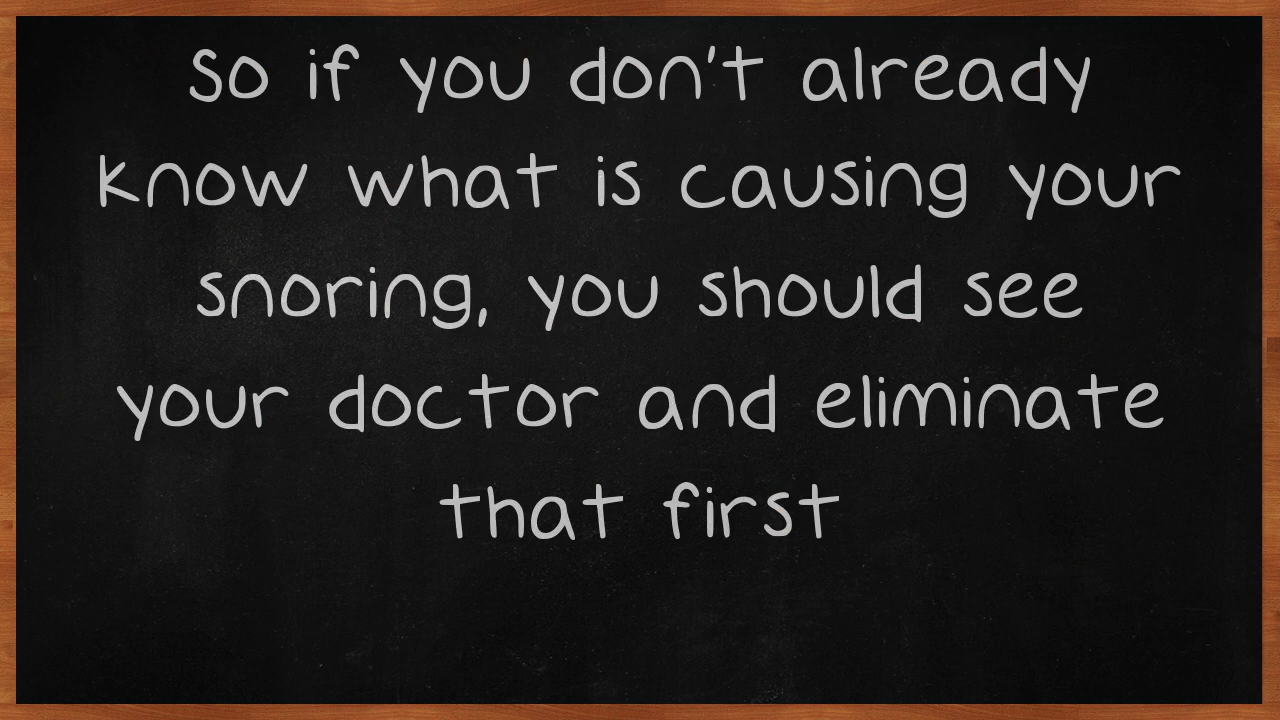 So if you don't already
know what is causing your
snoring, you should see
your doctor and eliminate
that first